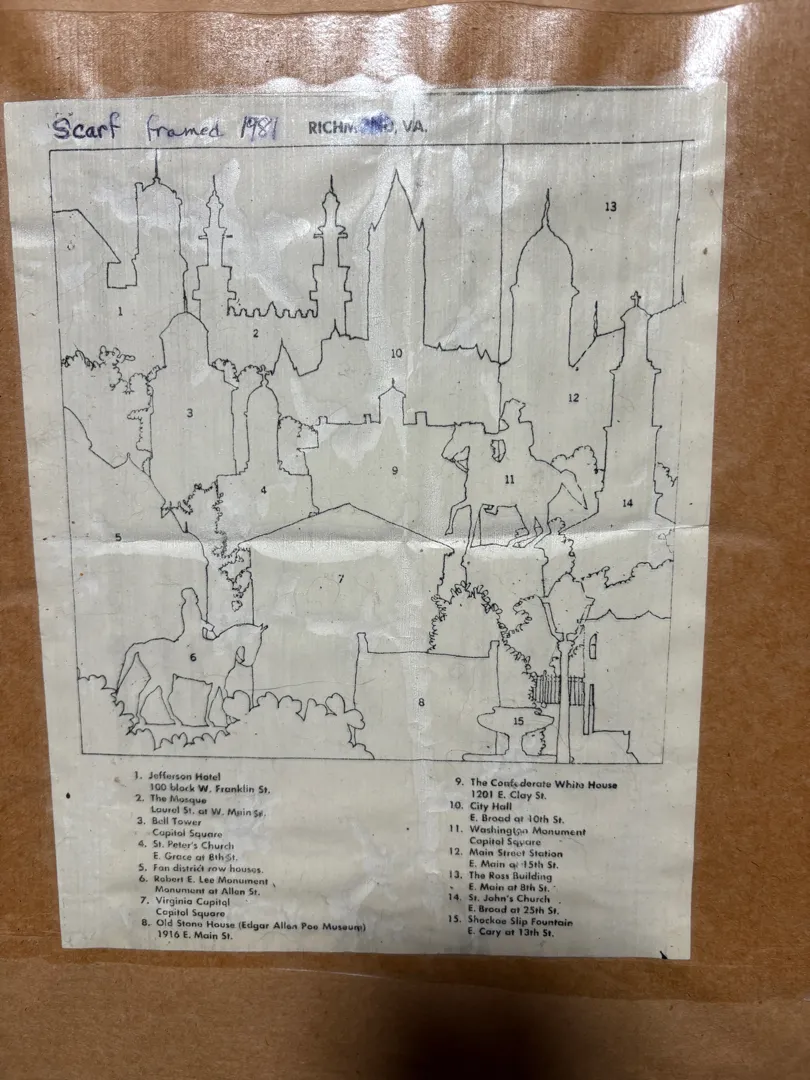 Scarf framed 1981 RICHMOND, VA.
13
1
2
10
12
3
9
11
4
14
5
7
6
8
15
1. Jefferson Hotel
100 block W. Franklin St.
2. The Mosque
Laurel St. at W. Main St.
3. Bell Tower
Capitol Square
4. St. Peter's Church
E. Grace at 8th St.
5. Fan district row houses.
6. Robert E. Lee Monument
Monument at Allen St.
7. Virginia Capitol
Capitol Square
8. Old Stone House (Edgar Allen Poe Museum)
1916 E. Main St.
9. The Confederate White House
1201 E. Clay St.
10. City Hall
E. Broad at 10th St.
11. Washington Monument
Capitol Square
12. Main Street Station
E. Main at 15th St.
13. The Ross Building
E. Main at 8th St.
14. St. John's Church
E. Broad at 25th St.
15. Shockoe Slip Fountain
E. Cary at 13th St.